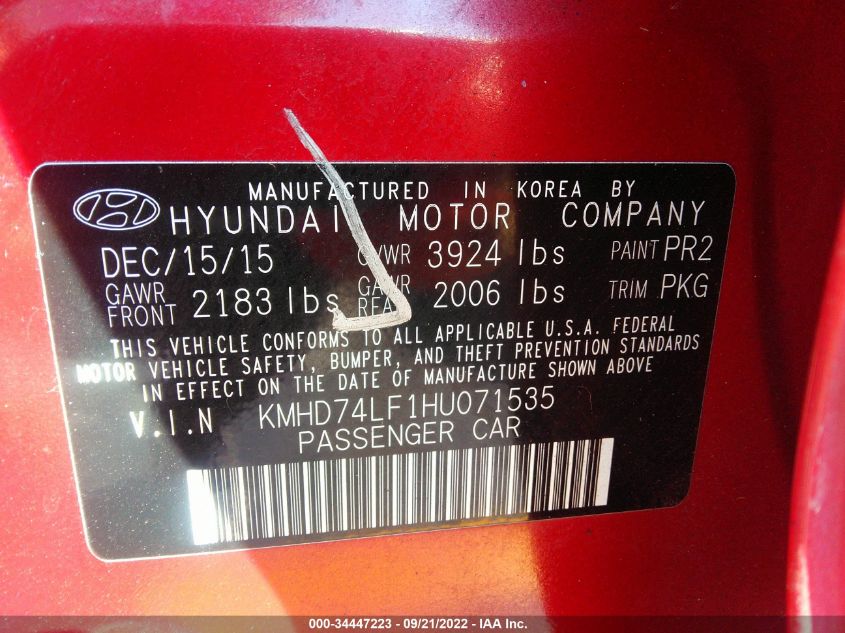 MANUFACTURED IN KOREA BY
HYUNDAI MOTOR COMPANY
DEC/15/15 GVWR 3924 lbs PAINT PR2
GAWR FRONT 2183 lbs GAWR REAR 2006 lbs TRIM PKG
THIS VEHICLE CONFORMS TO ALL APPLICABLE U.S.A. FEDERAL
MOTOR VEHICLE SAFETY, BUMPER, AND THEFT PREVENTION STANDARDS
IN EFFECT ON THE DATE OF MANUFACTURE SHOWN ABOVE
V.I.N KMHD74LF1HU071535
PASSENGER CAR
000-34447223 - 09/21/2022 - IAA Inc.